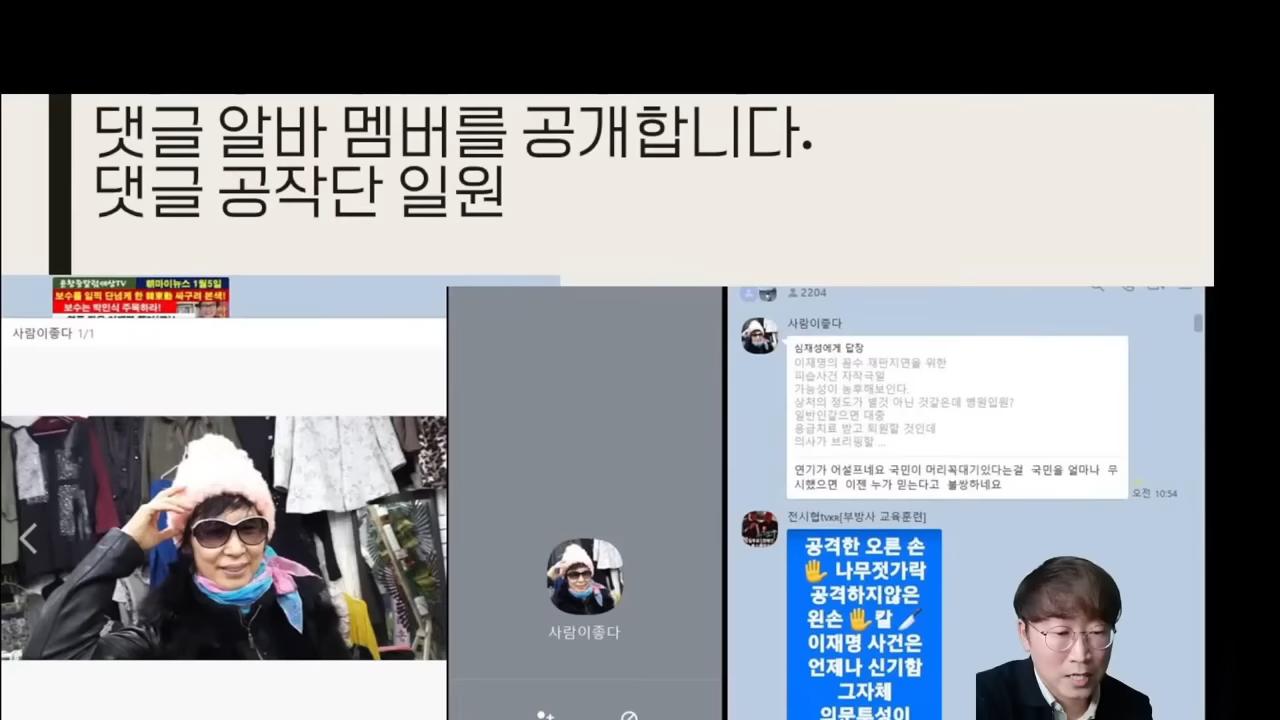 댓글 알바 멤버를 공개합니다.
댓글 공작단 일원
보수를 일찍 단념케 한 韓東勳 싸구려 본색!
보수는 박민식 주목하라!
사람이좋다 1/1
사람이좋다
2204
사람이좋다
심재성에게 답장
이재명의 꼼수 재판지연을 위한
피습사건 자작극일
가능성이 농후해보인다.
상처의 정도가 별것 아닌 것같은데 병원입원?
일반인같으면 대중
응급치료 받고 퇴원할 것인데
의사가 브리핑할 ...
연기가 어설프네요 국민이 머리꼭대기있다는걸 국민을 얼마나 무
시했으면 이젠 누가 믿는다고 불쌍하네요
오전 10:54
전시협tvKR[부방사 교육훈련]
공격한 오른 손
🖐 나무젓가락
공격하지않은
왼손 🖐칼 🔪
이재명 사건은
언제나 신기함
그자체
의문투성이